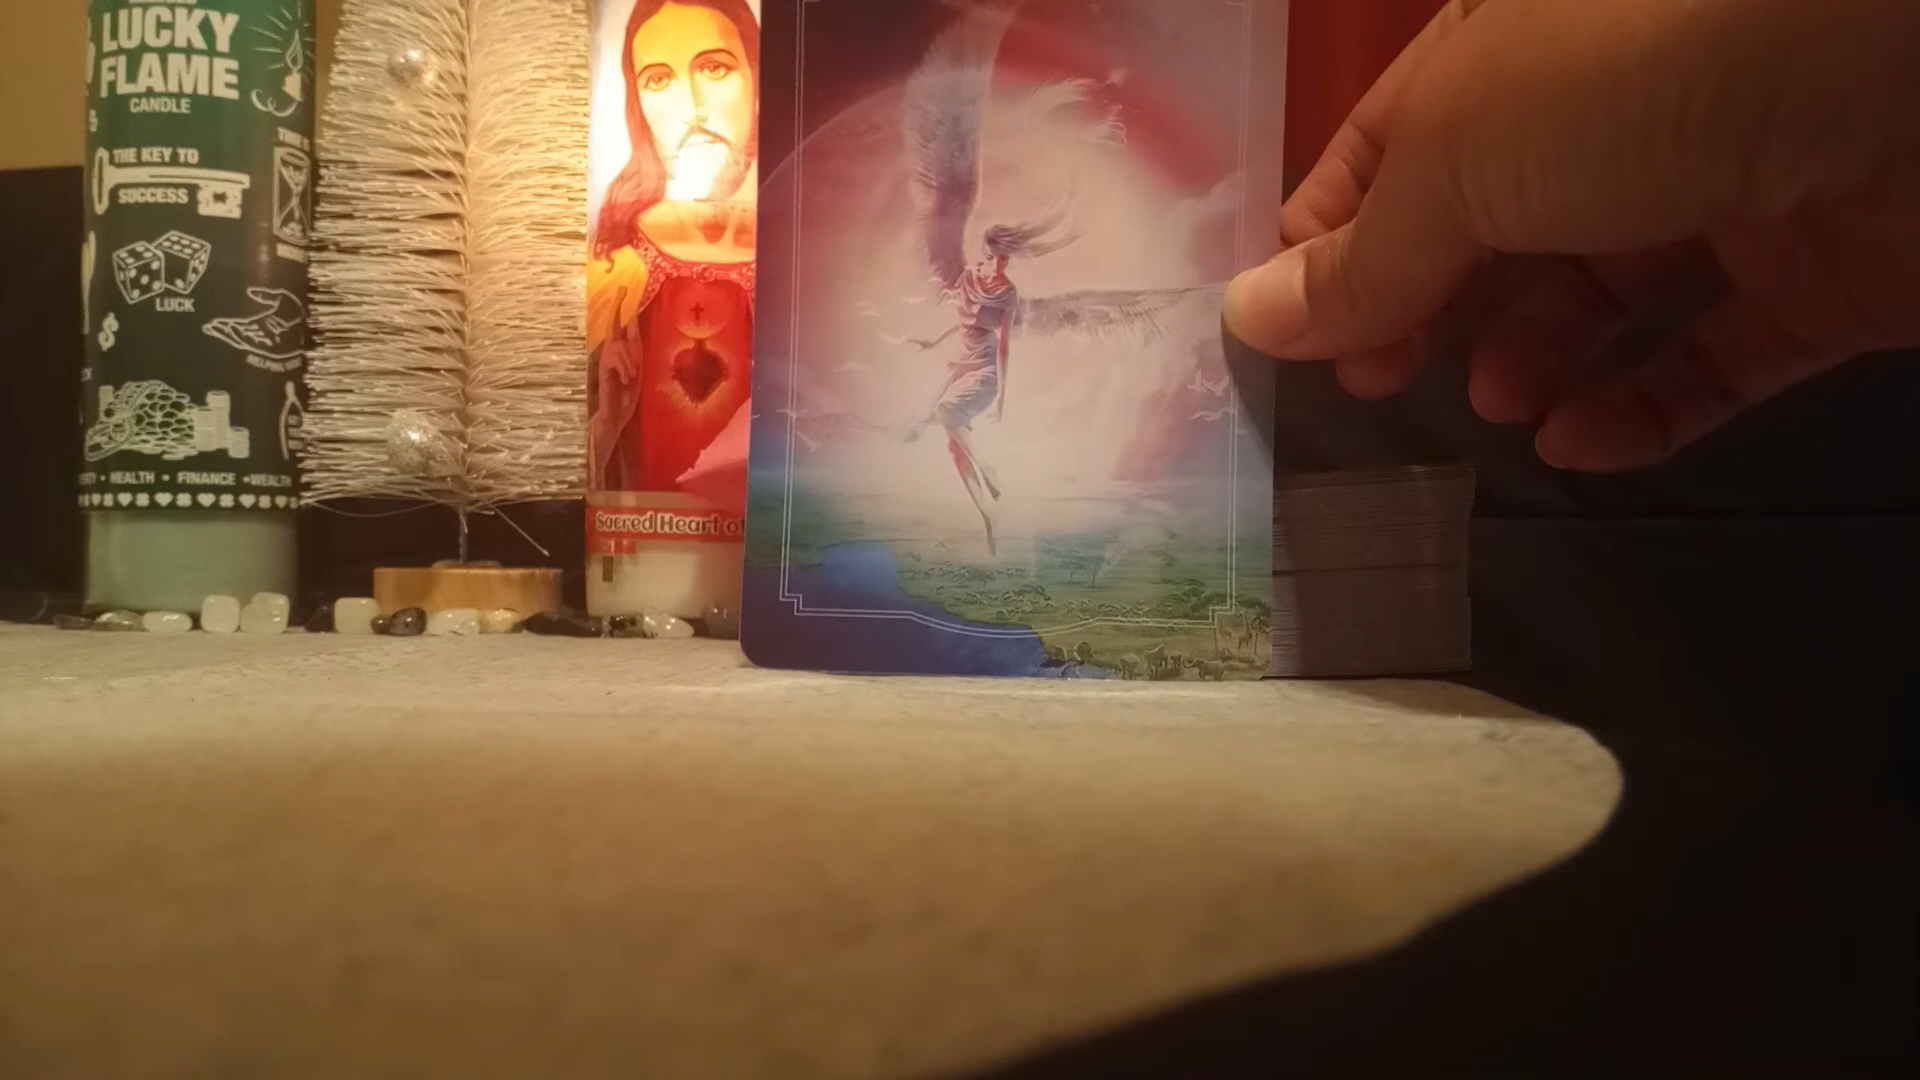 LUCKY
FLAME
CANDLE
THE KEY TO
SUCCESS
LUCK
$
HEALTH • FINANCE • WEALTH
Sacred Heart of